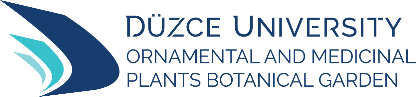 DÜZCE UNIVERSITY
ORNAMENTAL AND MEDICINAL
PLANTS BOTANICAL GARDEN